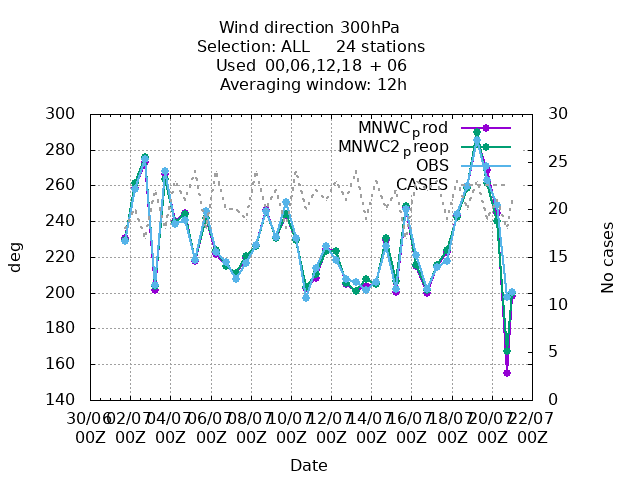 Wind direction 300hPa
Selection: ALL 24 stations
Used 00,06,12,18 + 06
Averaging window: 12h
MNWC_prod
MNWC2_preop
OBS
CASES
deg
300
280
260
240
220
200
180
160
140
No cases
30
25
20
15
10
5
0
30/06 02/07 04/07 06/07 08/07 10/07 12/07 14/07 16/07 18/07 20/07 22/07
00Z 00Z 00Z 00Z 00Z 00Z 00Z 00Z 00Z 00Z 00Z 00Z
Date